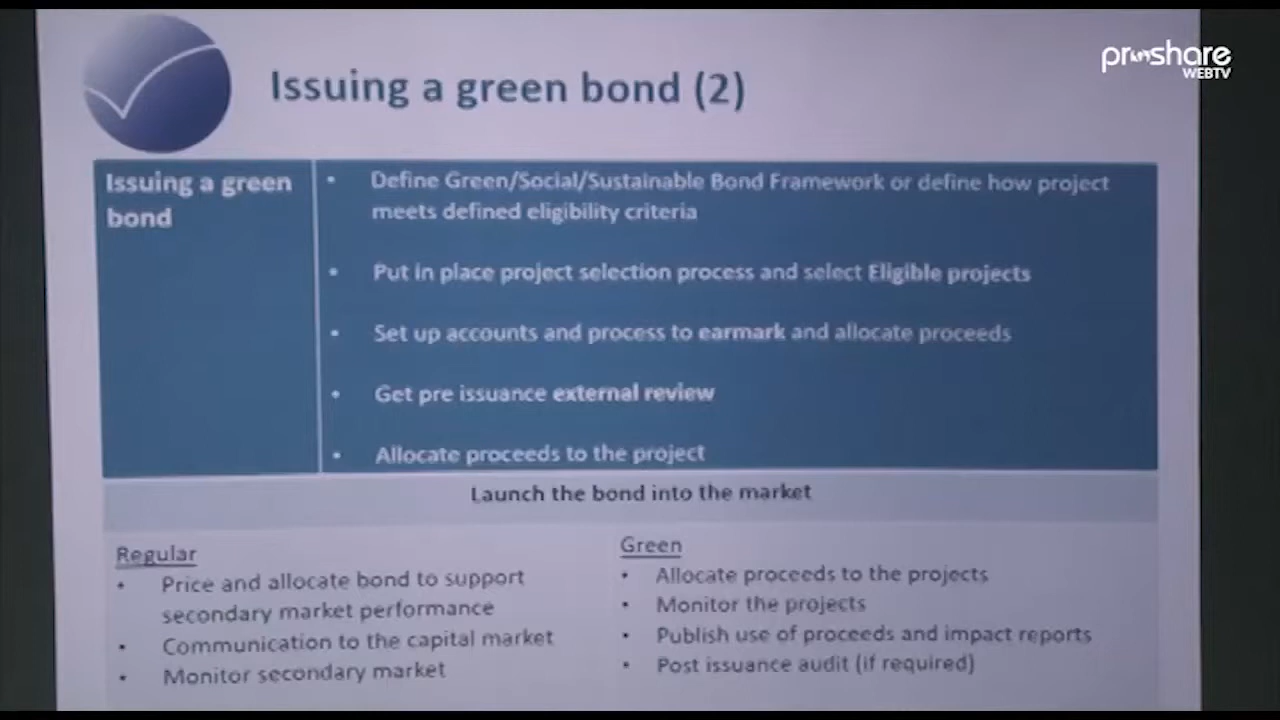 proshare
WEBTV
Issuing a green bond (2)
Issuing a green
bond
• Define Green/Social/Sustainable Bond Framework or define how project
meets defined eligibility criteria
• Put in place project selection process and select Eligible projects
• Set up accounts and process to earmark and allocate proceeds
• Get pre issuance external review
• Allocate proceeds to the project
Launch the bond into the market
Regular
• Price and allocate bond to support
secondary market performance
• Communication to the capital market
• Monitor secondary market
Green
• Allocate proceeds to the projects
• Monitor the projects
• Publish use of proceeds and impact reports
• Post issuance audit (if required)